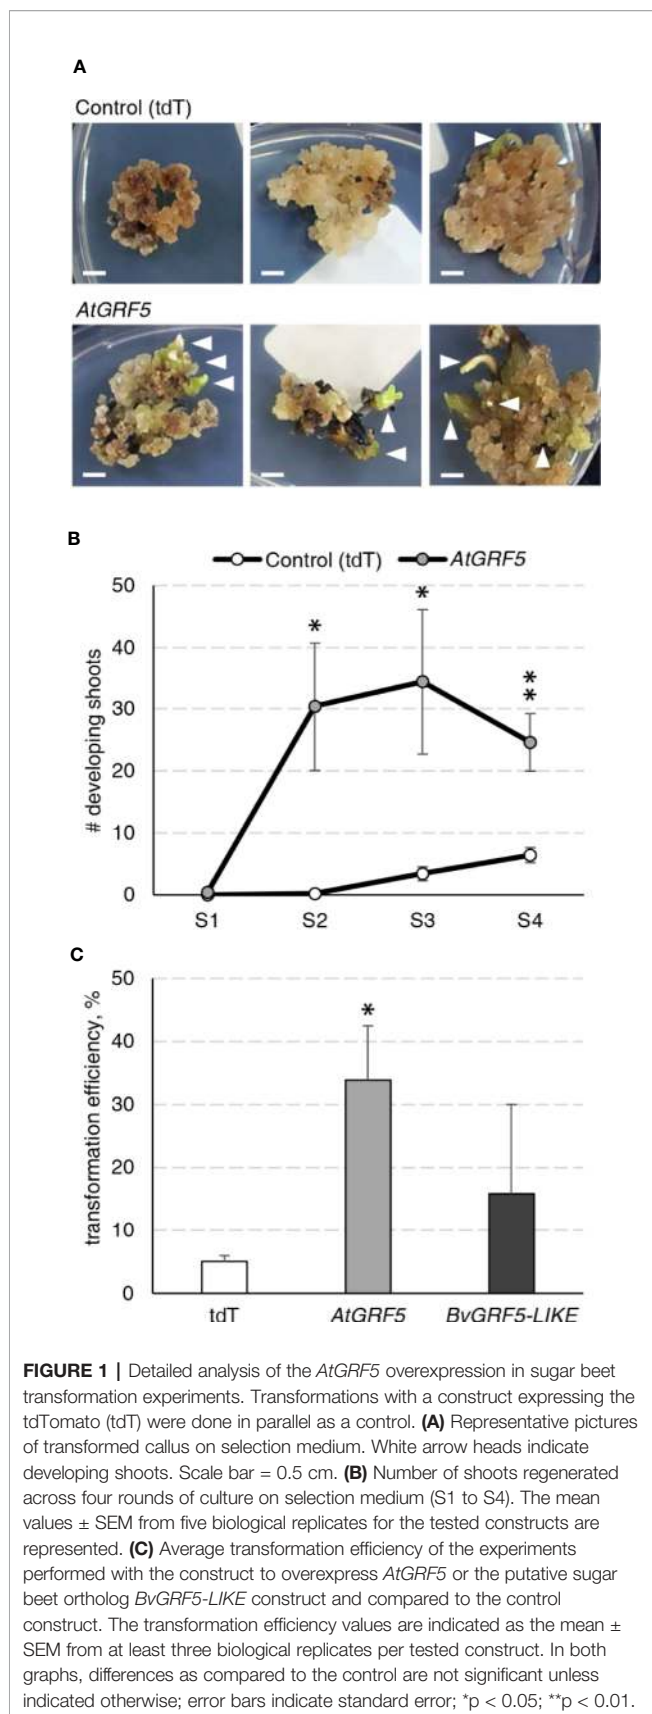 A
Control (tdT)
AtGRF5
B
Control (tdT) AtGRF5
50
*
*
40
**
30
20
10
0
# developing shoots
S1 S2 S3 S4
C
50
*
40
30
20
10
0
transformation efficiency, %
tdT AtGRF5 BvGRF5-LIKE
FIGURE 1 | Detailed analysis of the AtGRF5 overexpression in sugar beet
transformation experiments. Transformations with a construct expressing the
tdTomato (tdT) were done in parallel as a control. (A) Representative pictures
of transformed callus on selection medium. White arrow heads indicate
developing shoots. Scale bar = 0.5 cm. (B) Number of shoots regenerated
across four rounds of culture on selection medium (S1 to S4). The mean
values ± SEM from five biological replicates for the tested constructs are
represented. (C) Average transformation efficiency of the experiments
performed with the construct to overexpress AtGRF5 or the putative sugar
beet ortholog BvGRF5-LIKE construct and compared to the control
construct. The transformation efficiency values are indicated as the mean ±
SEM from at least three biological replicates per tested construct. In both
graphs, differences as compared to the control are not significant unless
indicated otherwise; error bars indicate standard error; *p < 0.05; **p < 0.01.